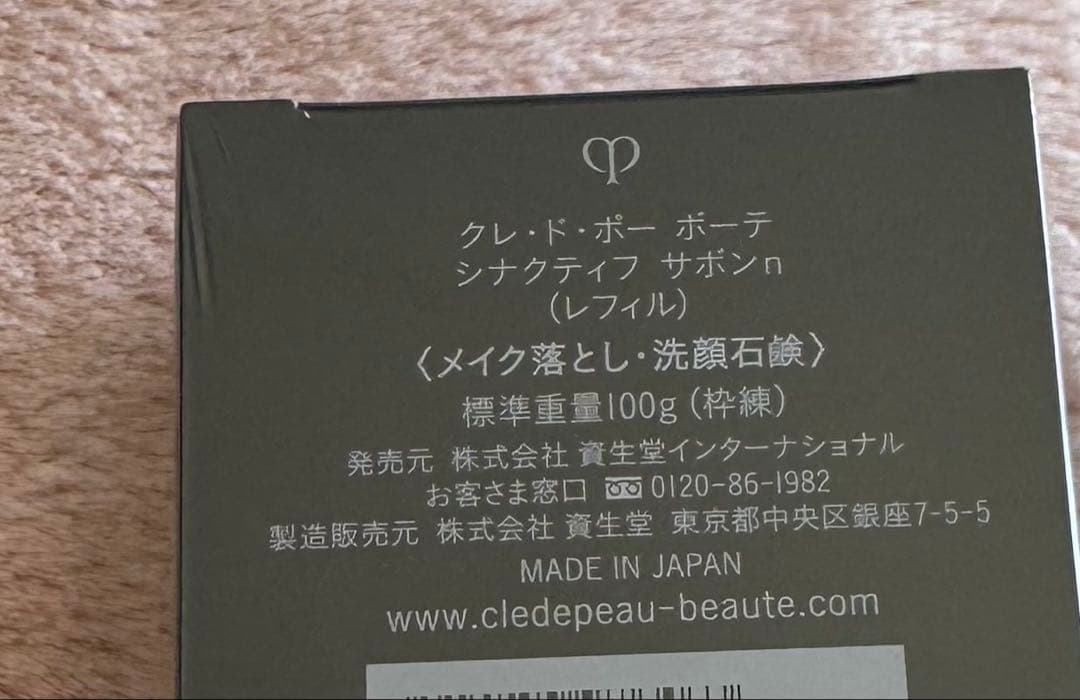 クレ・ド・ポー ボーテ
シナクティフ サボンn
(レフィル)
〈メイク落とし・洗顔石鹸〉
標準重量100g (枠練)
発売元 株式会社 資生堂インターナショナル
お客さま窓口 0120-86-1982
製造販売元 株式会社 資生堂 東京都中央区銀座7-5-5
MADE IN JAPAN
www.cledepeau-beaute.com